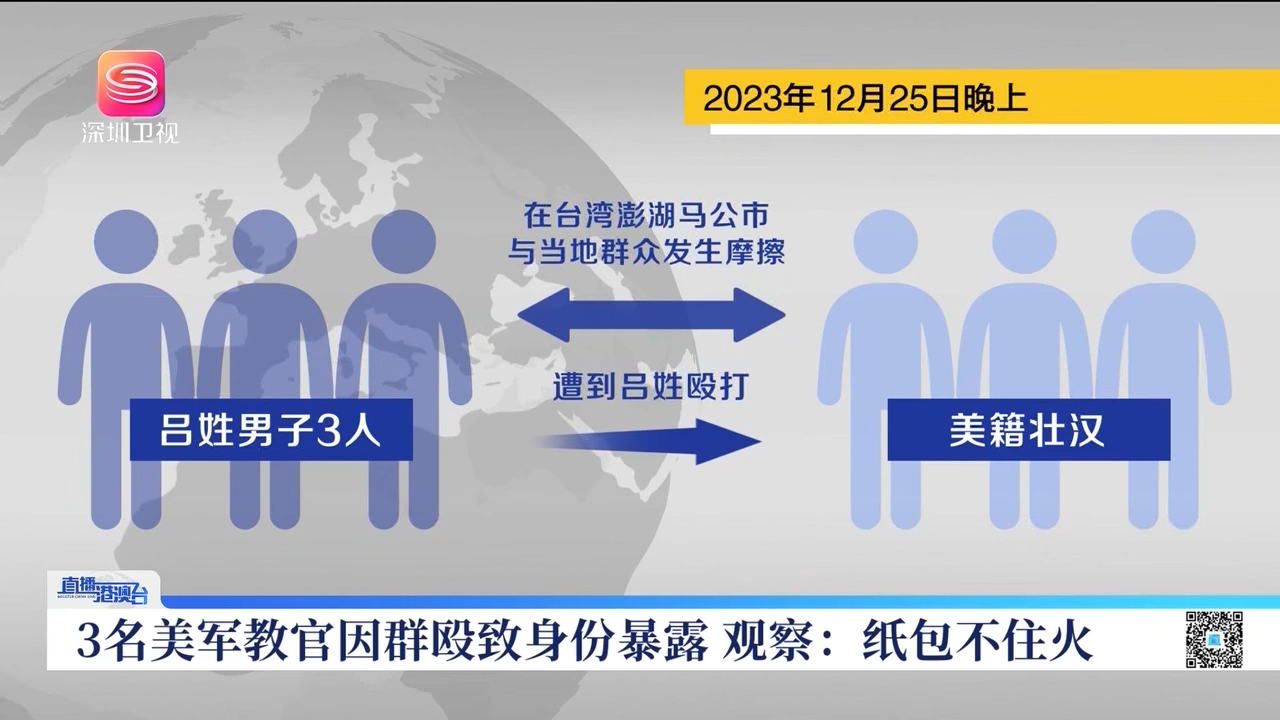 深圳卫视
2023年12月25日晚上
在台湾澎湖马公市
与当地群众发生摩擦
遭到吕姓殴打
吕姓男子3人
美籍壮汉
直播港澳台
3名美军教官因群殴致身份暴露 观察：纸包不住火